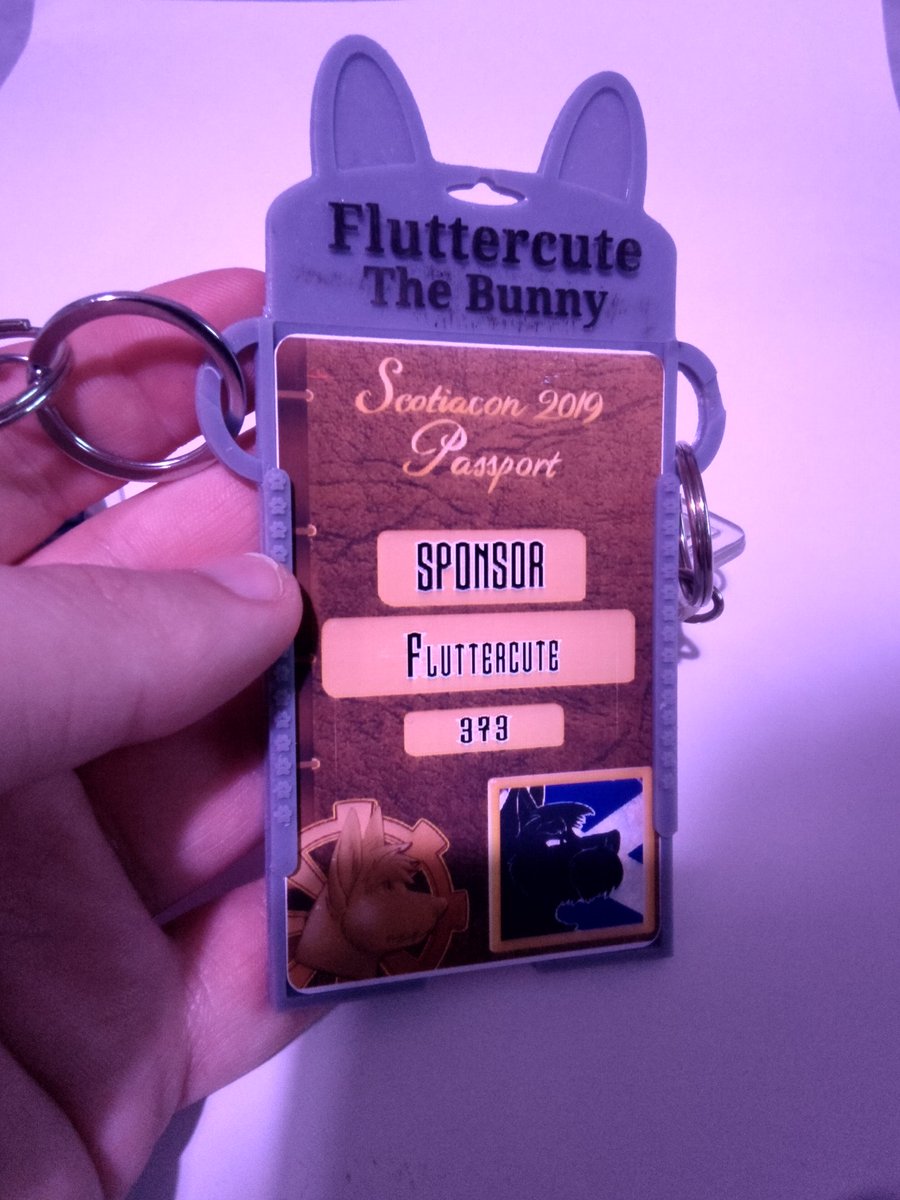 Fluttercute
The Bunny
Scotiacon 2019
Passport
SPONSOR
Fluttercute
373